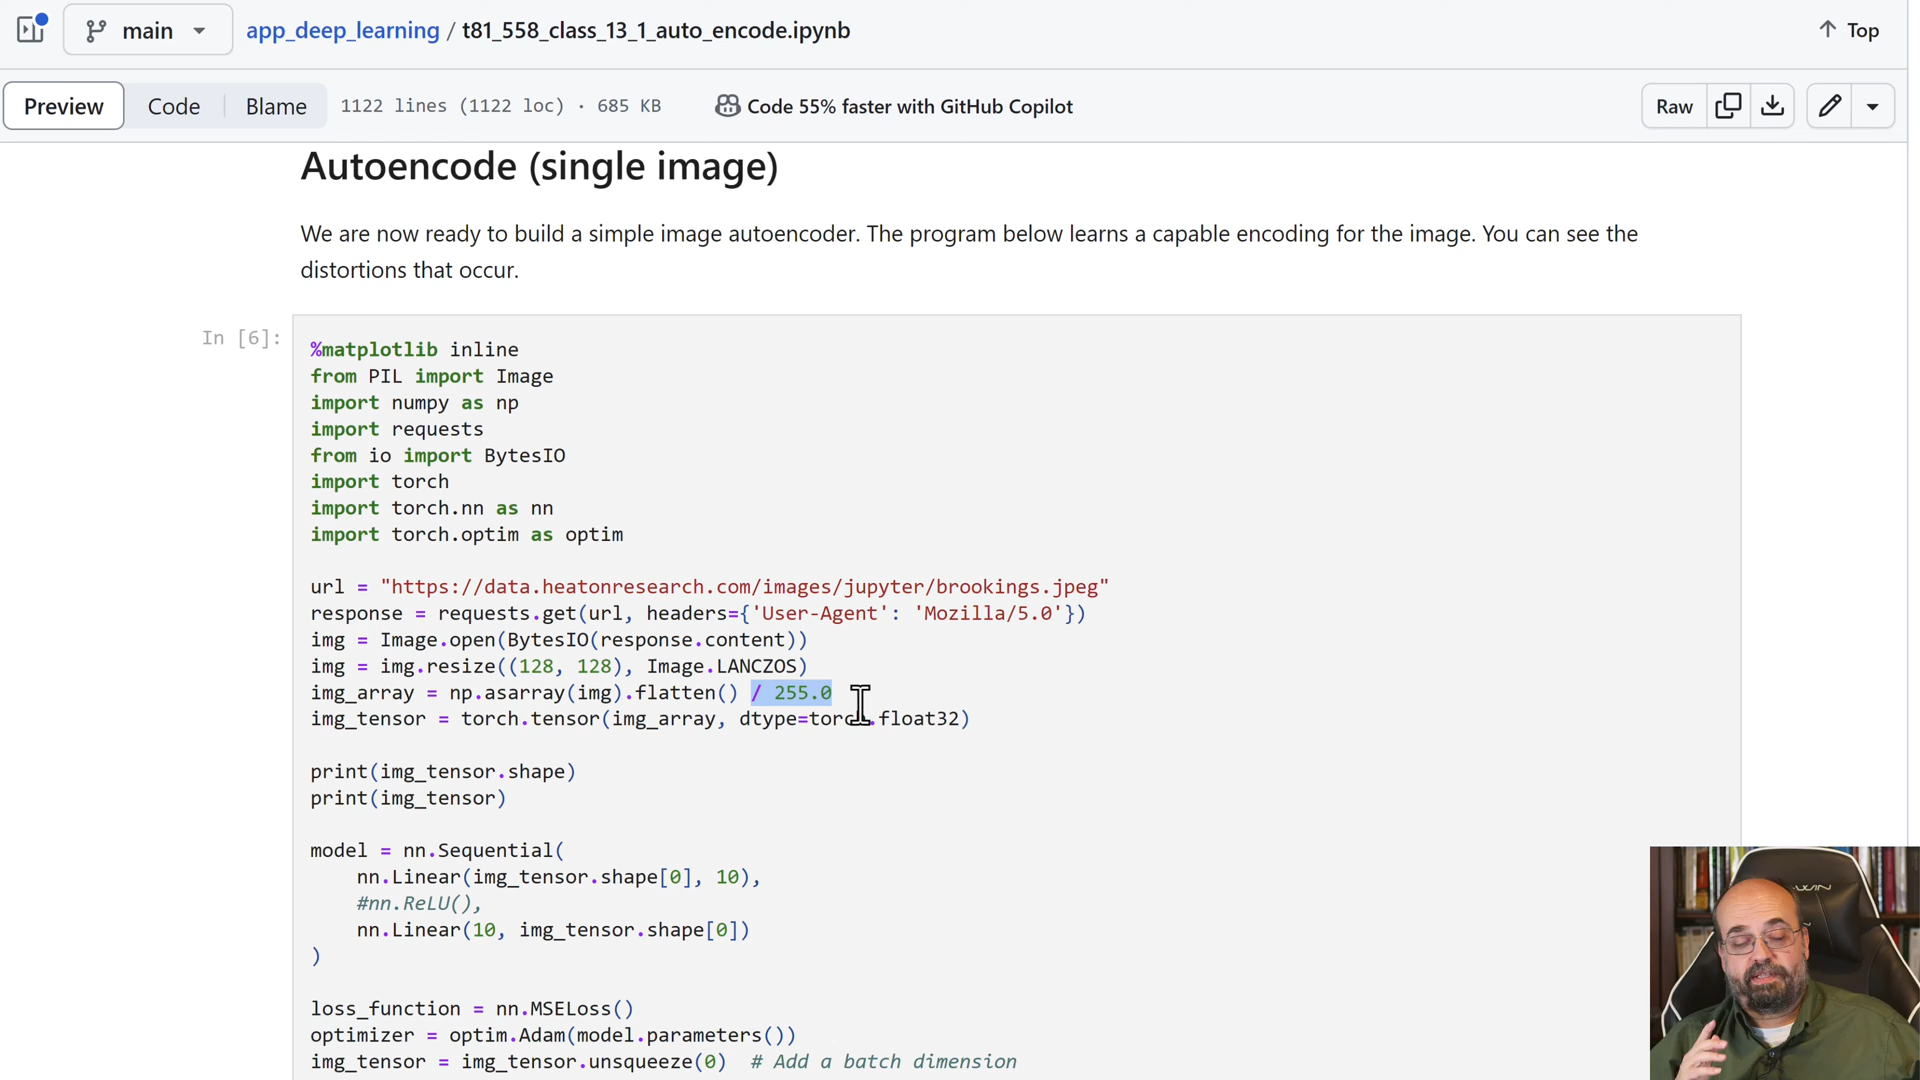 main
app_deep_learning / t81_558_class_13_1_auto_encode.ipynb
Top
Preview
Code
Blame
1122 lines (1122 loc) · 685 KB
Code 55% faster with GitHub Copilot
Raw
Autoencode (single image)
We are now ready to build a simple image autoencoder. The program below learns a capable encoding for the image. You can see the
distortions that occur.
In [6]:
%matplotlib inline
from PIL import Image
import numpy as np
import requests
from io import BytesIO
import torch
import torch.nn as nn
import torch.optim as optim
url = "https://data.heatonresearch.com/images/jupyter/brookings.jpeg"
response = requests.get(url, headers={'User-Agent': 'Mozilla/5.0'})
img = Image.open(BytesIO(response.content))
img = img.resize((128, 128), Image.LANCZOS)
img_array = np.asarray(img).flatten() / 255.0
img_tensor = torch.tensor(img_array, dtype=torch.float32)
print(img_tensor.shape)
print(img_tensor)
model = nn.Sequential(
nn.Linear(img_tensor.shape[0], 10),
#nn.ReLU(),
nn.Linear(10, img_tensor.shape[0])
)
loss_function = nn.MSELoss()
optimizer = optim.Adam(model.parameters())
img_tensor = img_tensor.unsqueeze(0) # Add a batch dimension